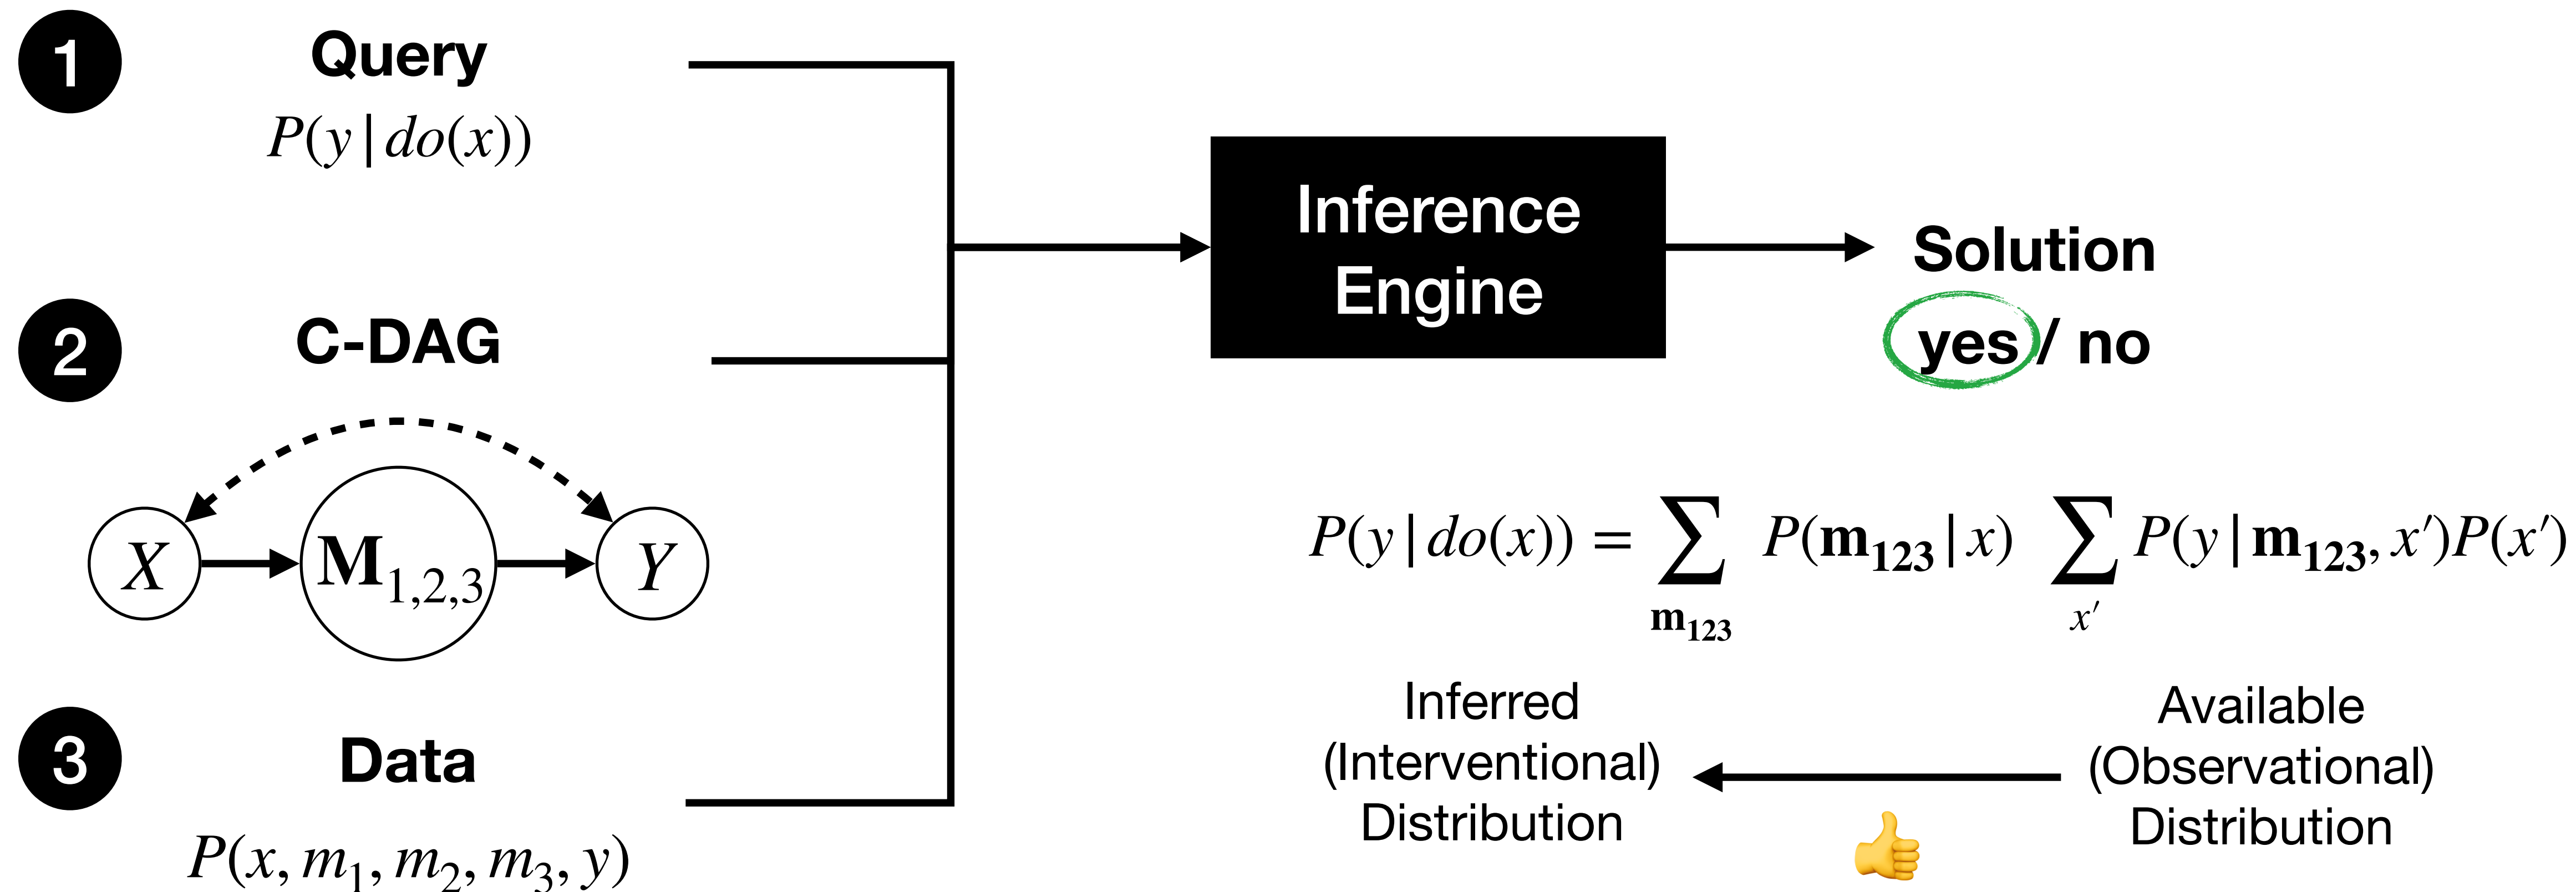 1
Query
P(y | do(x))
2
C-DAG
X
M1,2,3
Y
3
Data
P(x, m1, m2, m3, y)
Inference
Engine
Solution
yes / no
P(y | do(x)) = ∑ P(m123 | x) ∑ P(y | m123, x′)P(x′)
m123
x′
Inferred
(Interventional)
Distribution
Available
(Observational)
Distribution